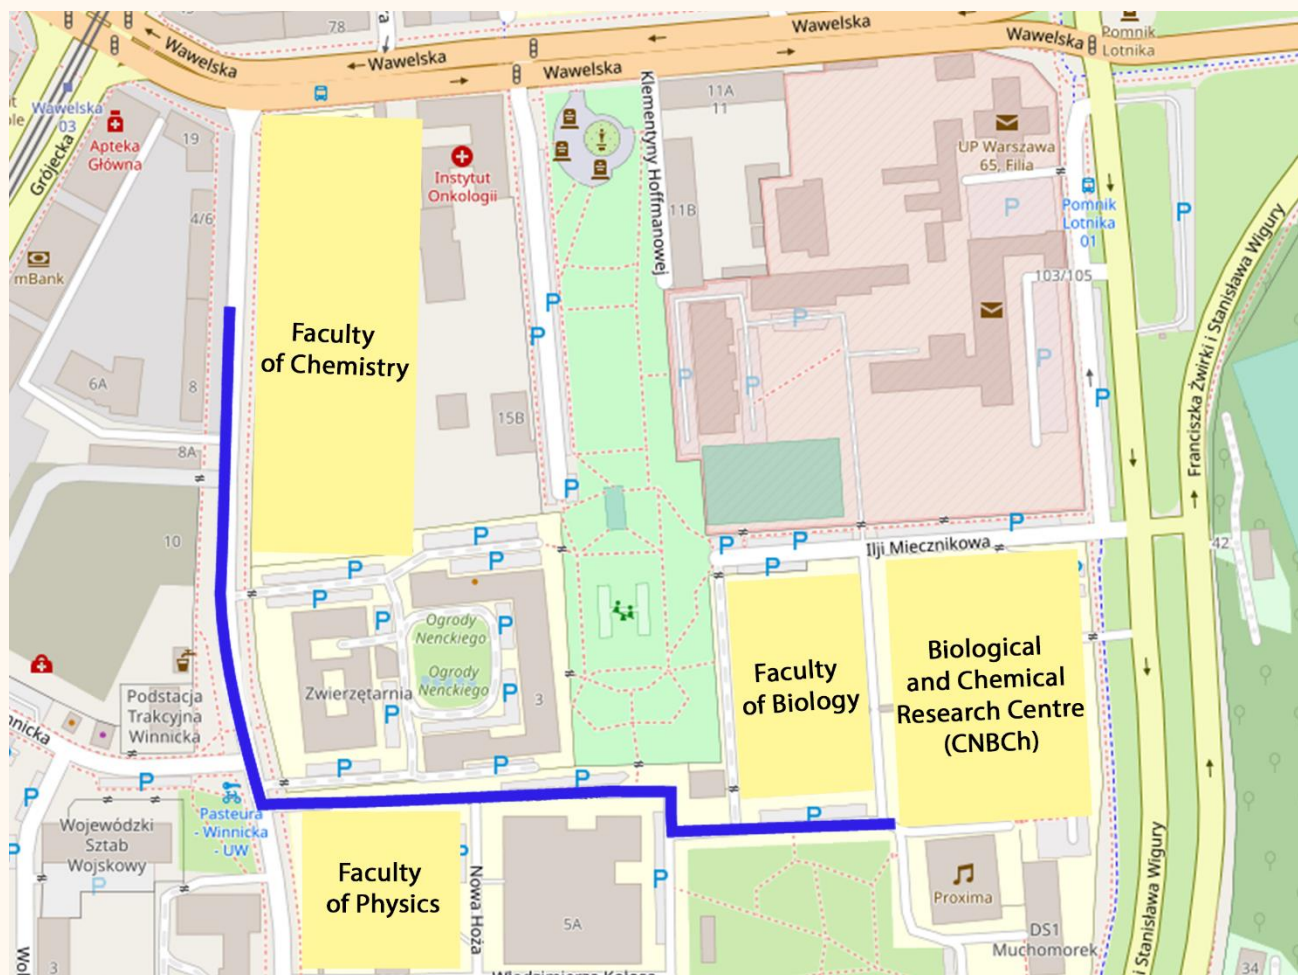 78
Wawelska
Wawelska
Wawelska
Wawelska
Wawelska
Pomnik
Lotnika
Wawelska
03
Grójecka
Apteka
Główna
19
4/6
mBank
6A
8
8A
10
Instytut
Onkologii
15B
Klementyny Hoffmanowej
11A
11
11B
UP Warszawa
65, Filia
P
Pomnik
Lotnika
01
P
103/105
Franciszka Żwirki i Stanisława Wigury
Faculty
of Chemistry
P
P
P
P
P
P
P
P
P
P
P
P
P
P
Ilji Miecznikowa
42
P
P
P
P
P
P
Ogrody
Nenckiego
Ogrody
Nenckiego
Zwierzętarnia
3
Podstacja
Trakcyjna
Winnicka
Faculty
of Biology
Biological
and Chemical
Research Centre
(CNBCh)
P
P
P
P
P
P
Pasteura
- Winnicka
- UW
Wojewódzki
Sztab
Wojskowy
P
P
Faculty
of Physics
P
Nowa Hoża
5A
P
Proxima
DS1
Muchomorek
i Stanisława Wigury
i Stanisława Wigury
3
34